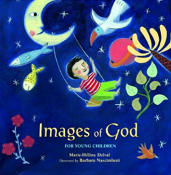 Images of God
FOR YOUNG CHILDREN
Marie-Hélène Delval
Illustrated by Barbara Nascimbeni